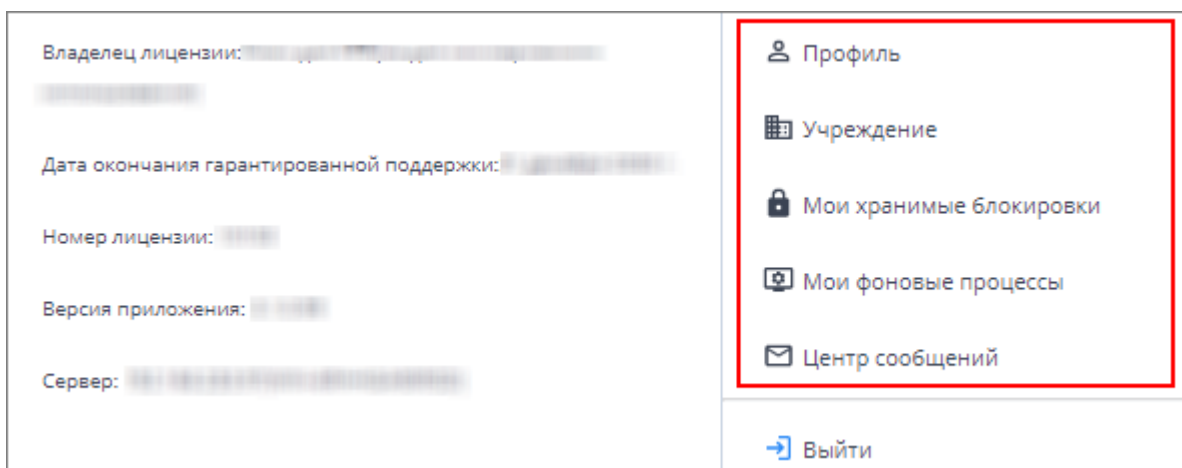 Владелец лицензии:
Дата окончания гарантированной поддержки:
Номер лицензии:
Версия приложения:
Сервер:
Профиль
Учреждение
Мои хранимые блокировки
Мои фоновые процессы
Центр сообщений
Выйти